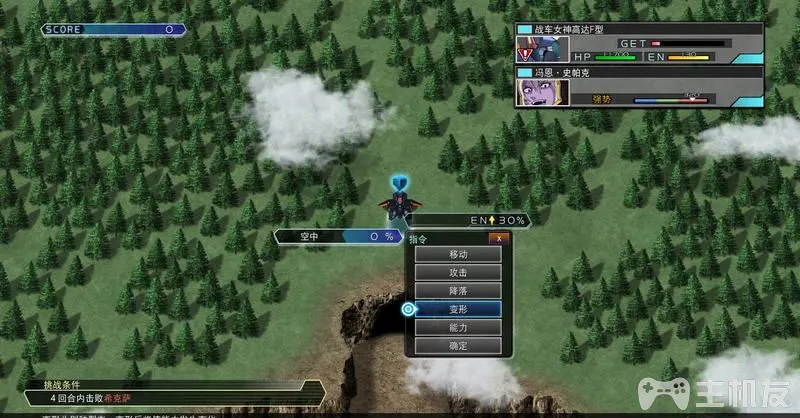 SCORE 0
战车女神高达F型
GET
HP EN
冯恩·史帕克
强势
EN 30%
空中 0 %
指令 x
移动
攻击
降落
变形
能力
确定
挑战条件
4回合内击败希克萨
主机友